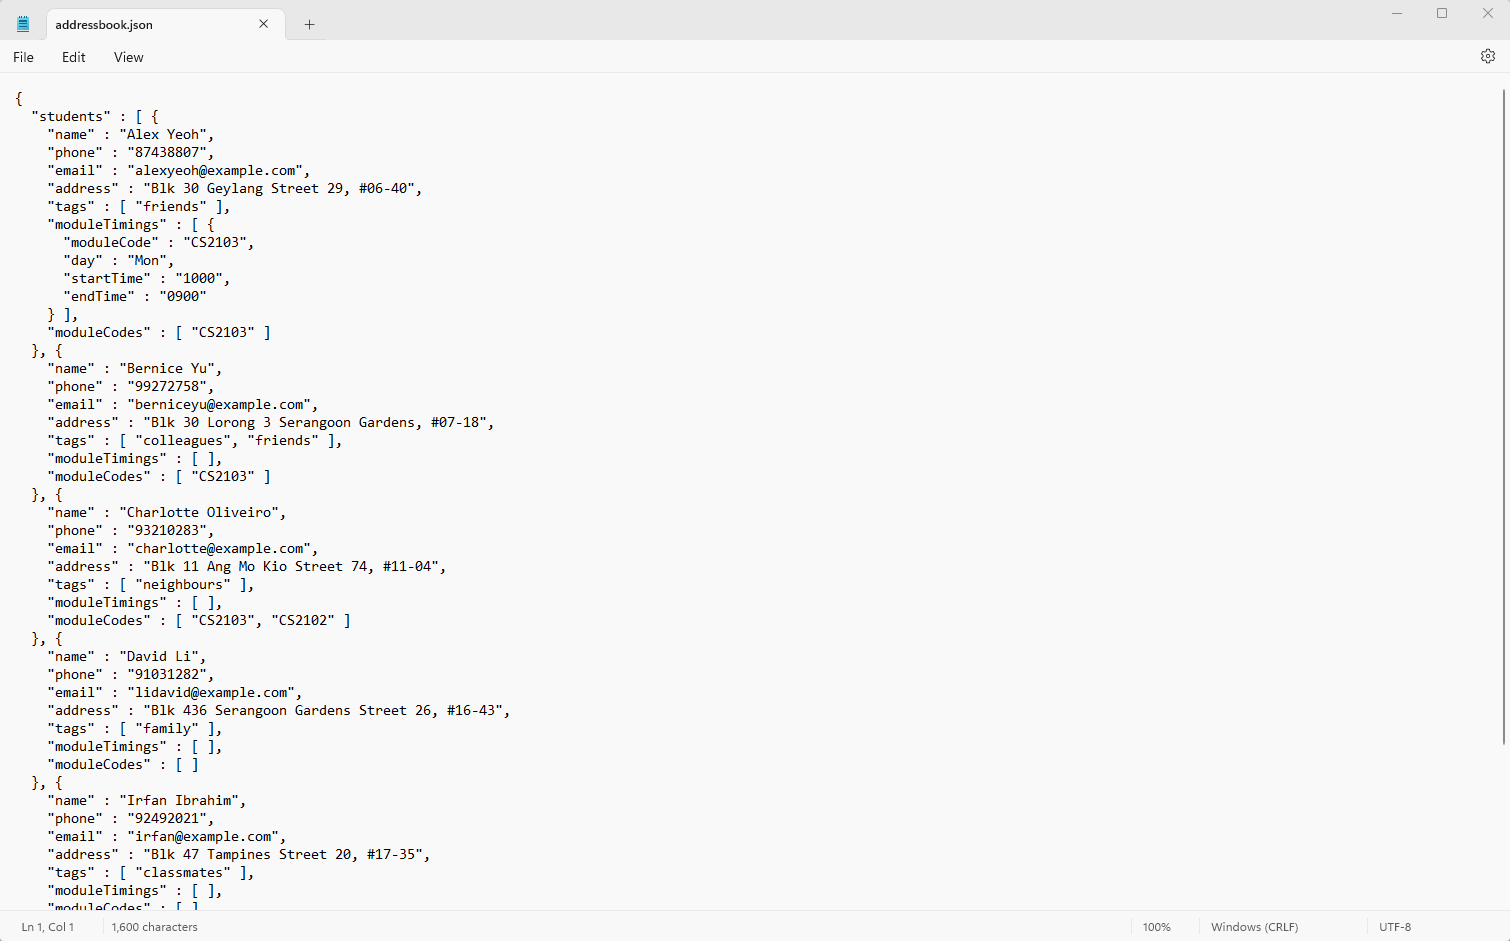 addressbook.json
File Edit View
{
  "students" : [ {
    "name" : "Alex Yeoh",
    "phone" : "87438807",
    "email" : "alexyeoh@example.com",
    "address" : "Blk 30 Geylang Street 29, #06-40",
    "tags" : [ "friends" ],
    "moduleTimings" : [ {
      "moduleCode" : "CS2103",
      "day" : "Mon",
      "startTime" : "1000",
      "endTime" : "0900"
    } ],
    "moduleCodes" : [ "CS2103" ]
  }, {
    "name" : "Bernice Yu",
    "phone" : "99272758",
    "email" : "berniceyu@example.com",
    "address" : "Blk 30 Lorong 3 Serangoon Gardens, #07-18",
    "tags" : [ "colleagues", "friends" ],
    "moduleTimings" : [ ],
    "moduleCodes" : [ "CS2103" ]
  }, {
    "name" : "Charlotte Oliveiro",
    "phone" : "93210283",
    "email" : "charlotte@example.com",
    "address" : "Blk 11 Ang Mo Kio Street 74, #11-04",
    "tags" : [ "neighbours" ],
    "moduleTimings" : [ ],
    "moduleCodes" : [ "CS2103", "CS2102" ]
  }, {
    "name" : "David Li",
    "phone" : "91031282",
    "email" : "lidavid@example.com",
    "address" : "Blk 436 Serangoon Gardens Street 26, #16-43",
    "tags" : [ "family" ],
    "moduleTimings" : [ ],
    "moduleCodes" : [ ]
  }, {
    "name" : "Irfan Ibrahim",
    "phone" : "92492021",
    "email" : "irfan@example.com",
    "address" : "Blk 47 Tampines Street 20, #17-35",
    "tags" : [ "classmates" ],
    "moduleTimings" : [ ],
    "moduleCodes" : [ ]
Ln 1, Col 1 1,600 characters 100% Windows (CRLF) UTF-8